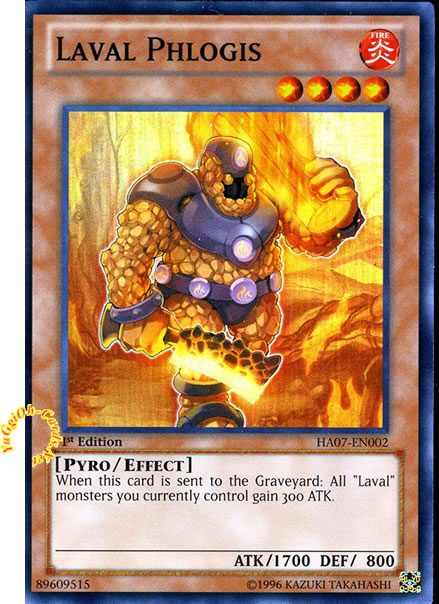 LAVAL PHLOGIS
FIRE
炎
1st Edition
HA07-EN002
[PYRO/EFFECT]
When this card is sent to the Graveyard: All "Laval"
monsters you currently control gain 300 ATK.
ATK/1700 DEF/ 800
89609515
©1996 KAZUKI TAKAHASHI